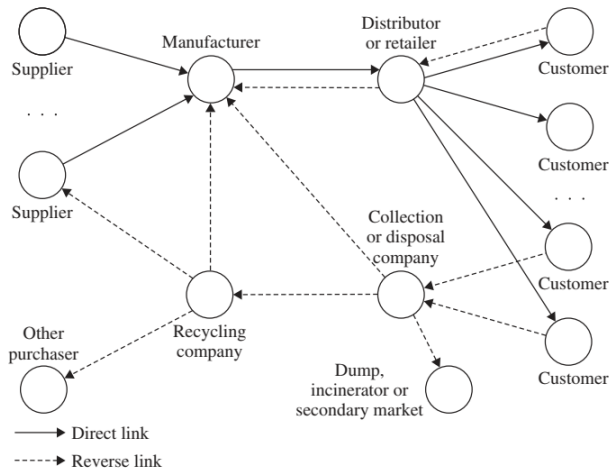 Supplier
. . .
Supplier
Manufacturer
Distributor
or retailer
Customer
Customer
. . .
Customer
Customer
Collection
or disposal
company
Recycling
company
Other
purchaser
Dump,
incinerator or
secondary market
Direct link
Reverse link